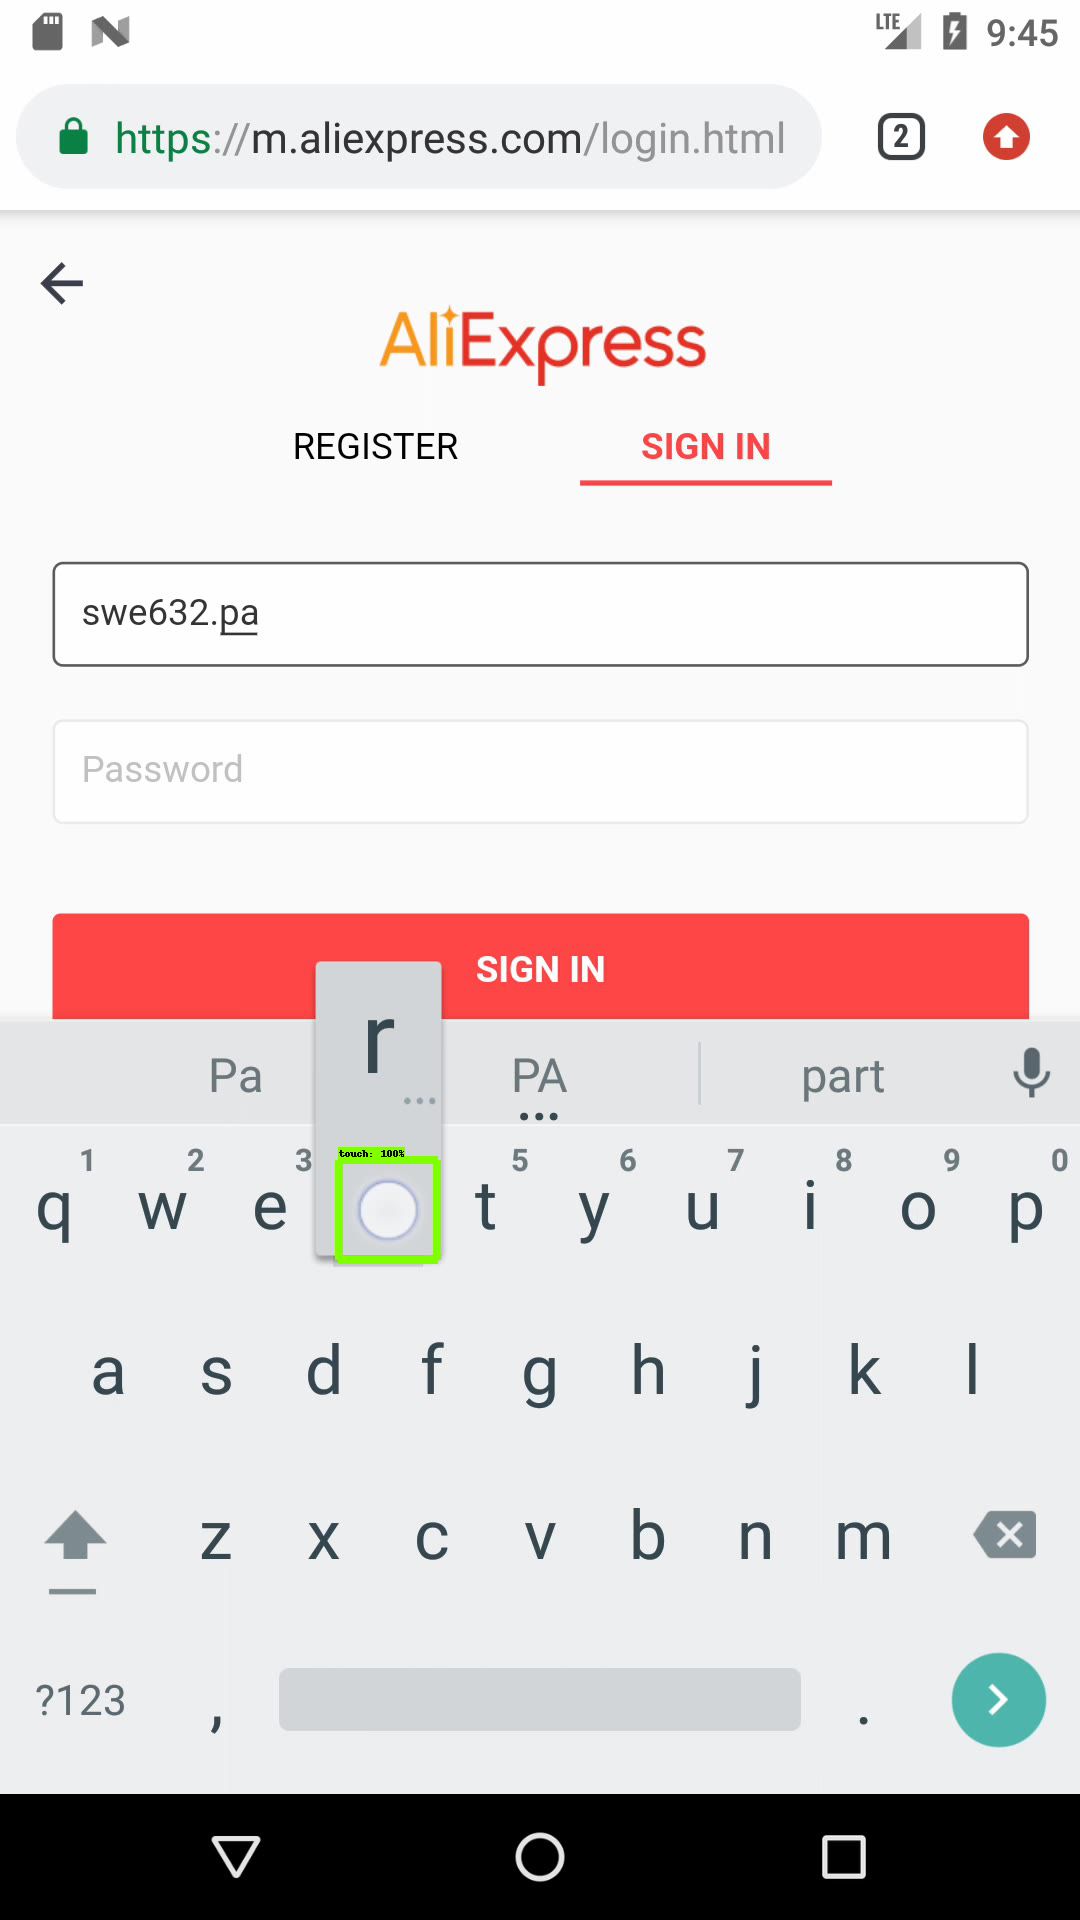 LTE 9:45
https://m.aliexpress.com/login.html 2
AliExpress
REGISTER SIGN IN
swe632.pa
Password
SIGN IN
r
...
Pa PA part
...
touch: 100%
1 2 3 5 6 7 8 9 0
q w e t y u i o p
a s d f g h j k l
z x c v b n m
?123 , .